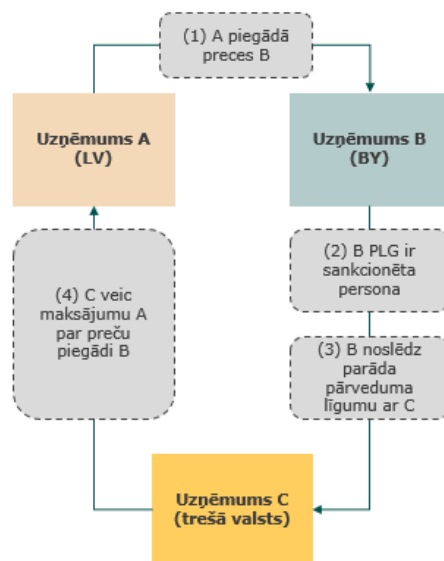 (1) A piegādā
preces B
Uzņēmums A
(LV)
Uzņēmums B
(BY)
(2) B PLG ir
sankcionēta
persona
(3) B noslēdz
parāda
pārveduma
līgumu ar C
(4) C veic
maksājumu A
par preču
piegādi B
Uzņēmums C
(trešā valsts)